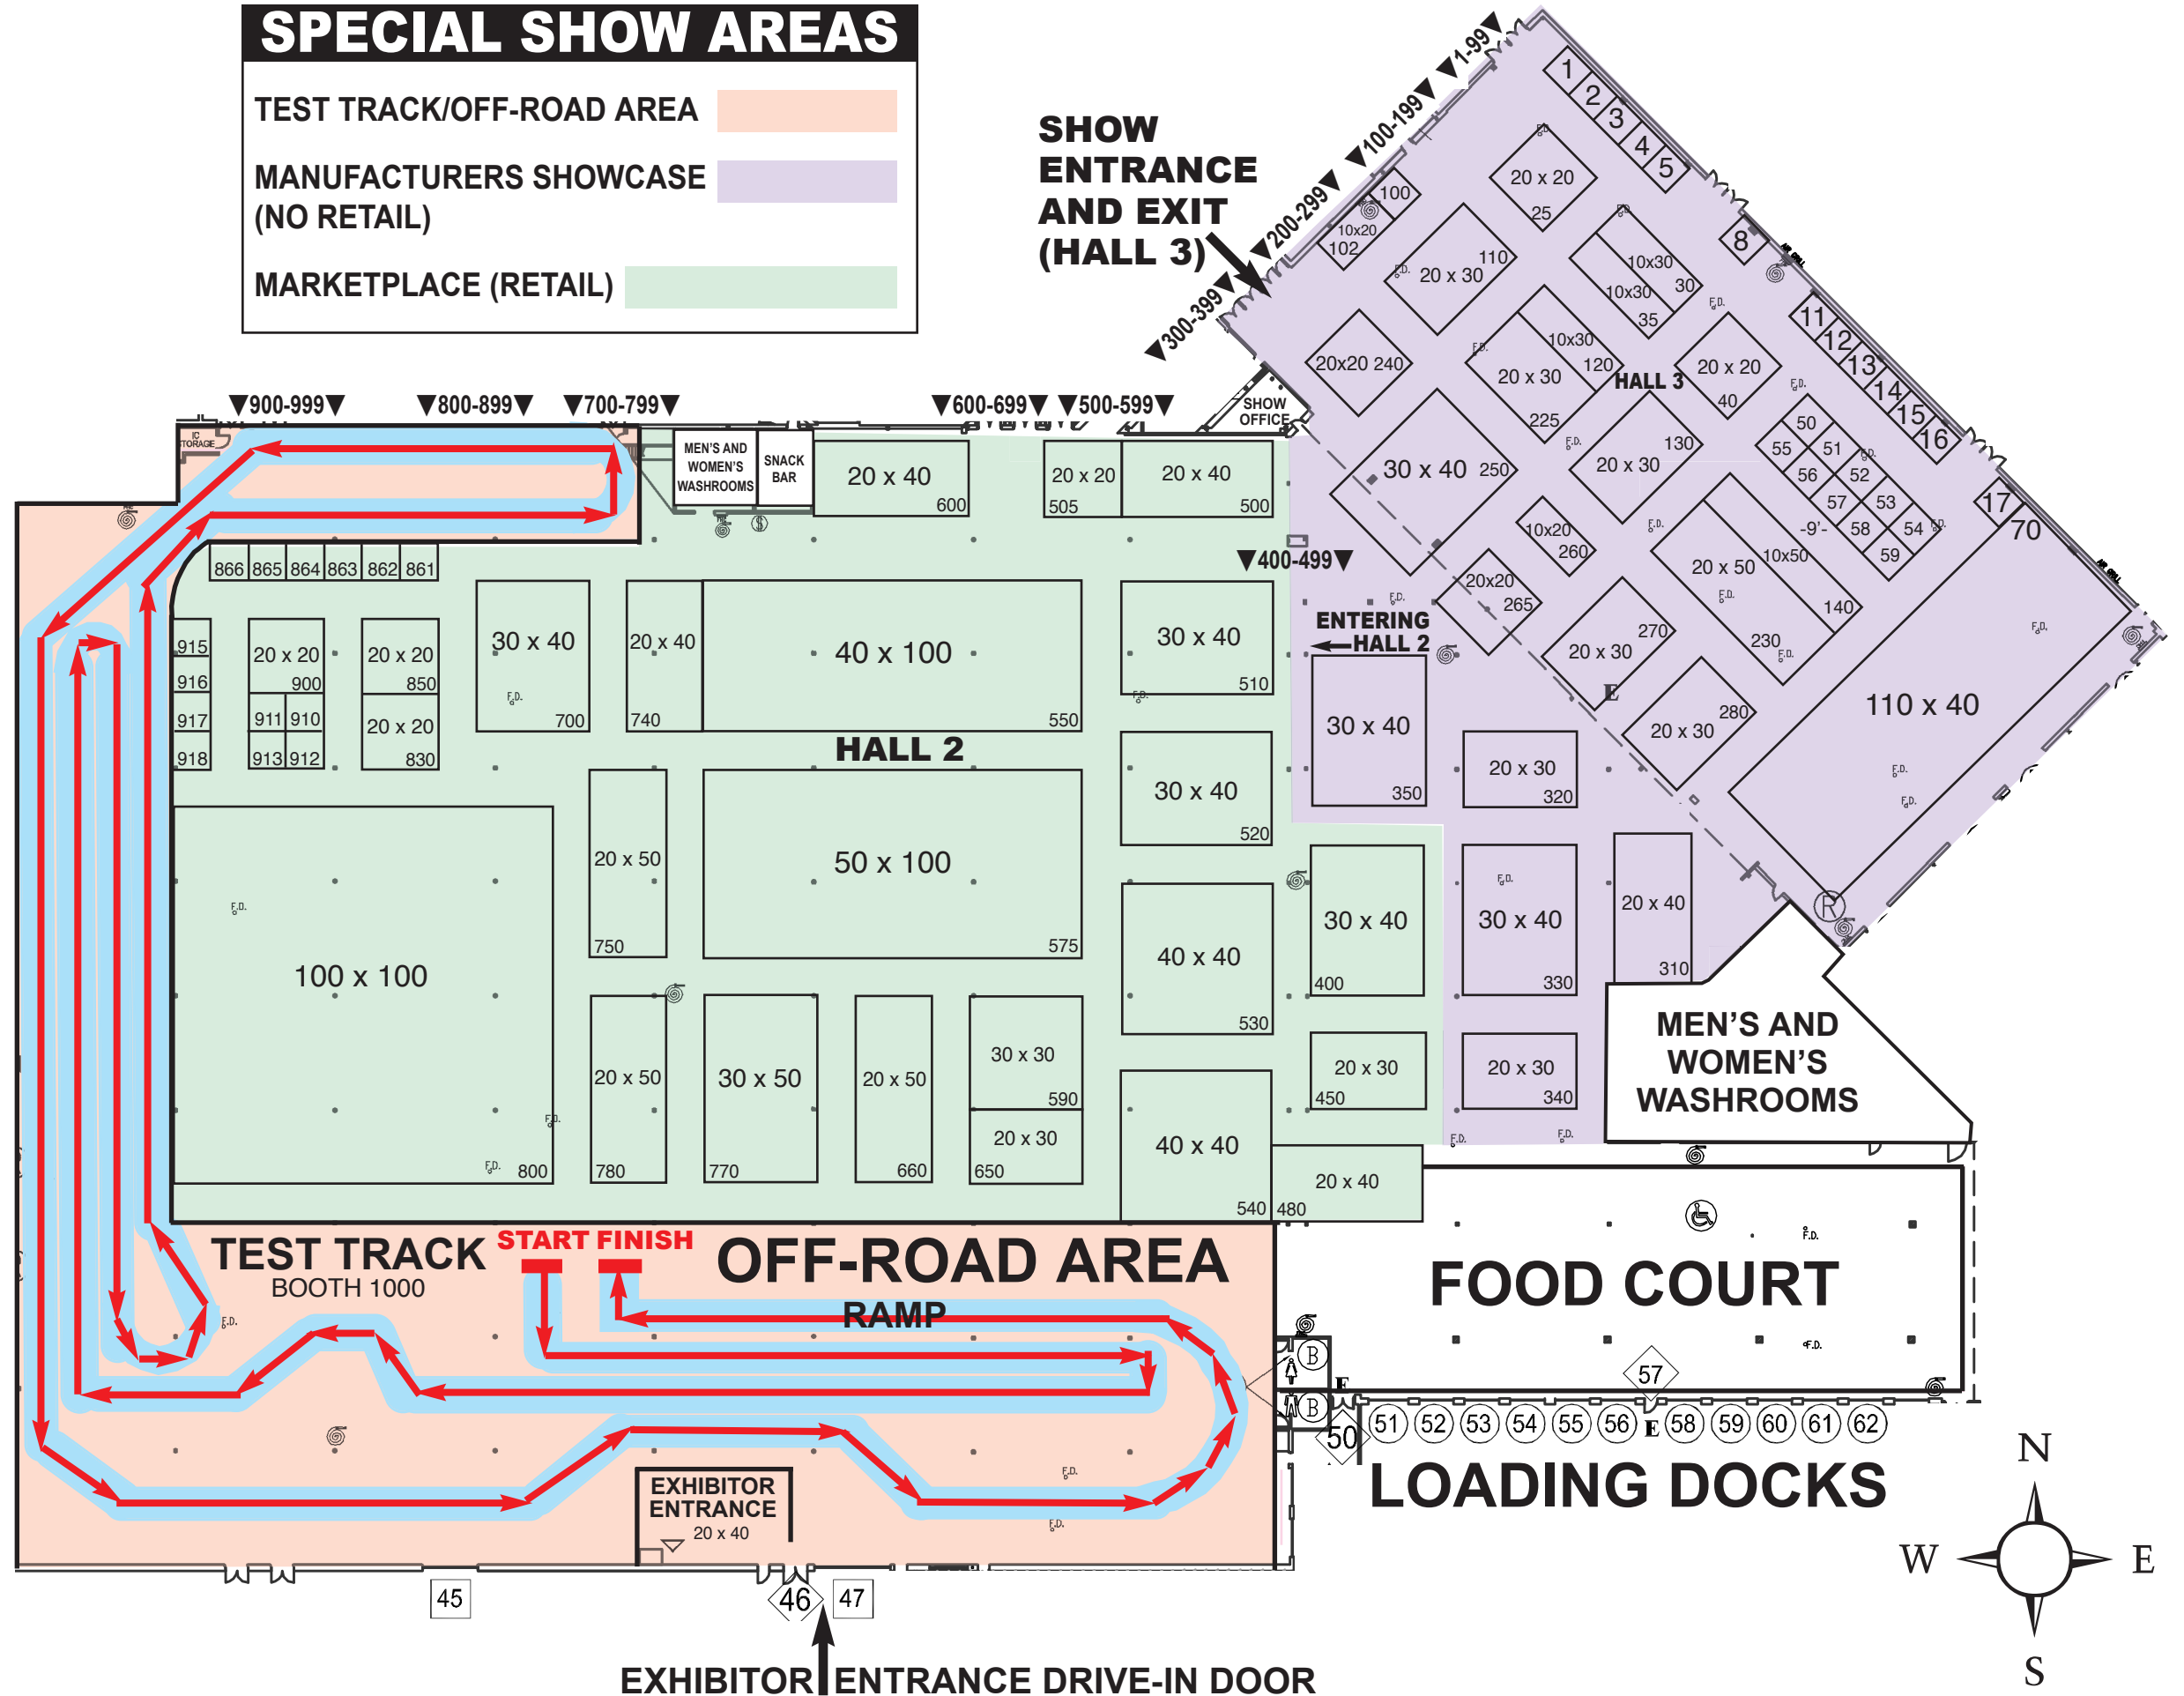 SPECIAL SHOW AREAS
TEST TRACK/OFF-ROAD AREA
MANUFACTURERS SHOWCASE
(NO RETAIL)
MARKETPLACE (RETAIL)
SHOW
ENTRANCE
AND EXIT
(HALL 3)
▼1-99▼
▼100-199▼
▼200-299▼
▼300-399▼
1
2
3
4
5
8
11
12
13
14
15
16
17
70
100
10x20
102
20 x 20
25
110
20 x 30
10x30
30
10x30
35
20x20 240
10x30
120
20 x 30
225
HALL 3
20 x 20
40
30 x 40 250
130
20 x 30
50
55 51
56 52
57 53
-9'- 58 54
59
10x20
260
20x20
265
20 x 50
10x50
140
230
270
20 x 30
280
20 x 30
110 x 40
SHOW
OFFICE
▼900-999▼
▼800-899▼
▼700-799▼
▼600-699▼
▼500-599▼
▼400-499▼
IC
STORAGE
MEN'S AND
WOMEN'S
WASHROOMS
SNACK
BAR
20 x 40
600
20 x 20
505
20 x 40
500
ENTERING
HALL 2
866 865 864 863 862 861
915
916
917
918
20 x 20
900
911 910
913 912
20 x 20
850
20 x 20
830
30 x 40
700
20 x 40
740
40 x 100
550
30 x 40
510
HALL 2
30 x 40
350
20 x 30
320
20 x 50
750
50 x 100
575
30 x 40
520
100 x 100
800
40 x 40
530
30 x 40
400
30 x 40
330
20 x 40
310
20 x 50
780
30 x 50
770
20 x 50
660
30 x 30
590
20 x 30
650
40 x 40
540
20 x 30
450
20 x 30
340
20 x 40
480
MEN'S AND
WOMEN'S
WASHROOMS
R
E
F.D.
TEST TRACK
BOOTH 1000
START FINISH
OFF-ROAD AREA
RAMP
FOOD COURT
B
B
E
50
57
51 52 53 54 55 56 E 58 59 60 61 62
LOADING DOCKS
EXHIBITOR
ENTRANCE
20 x 40
45
46
47
EXHIBITOR ENTRANCE DRIVE-IN DOOR
N
W E
S